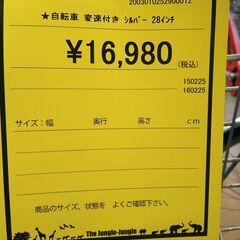 2003010252900012
★自転車 変速付き シルバー 28インチ
¥16,980
(税込)
150225
160225
サイズ:幅 奥行 高さ cm
商品のサイズ、状態を よくご確認下さい。
The Jungle-Jungle